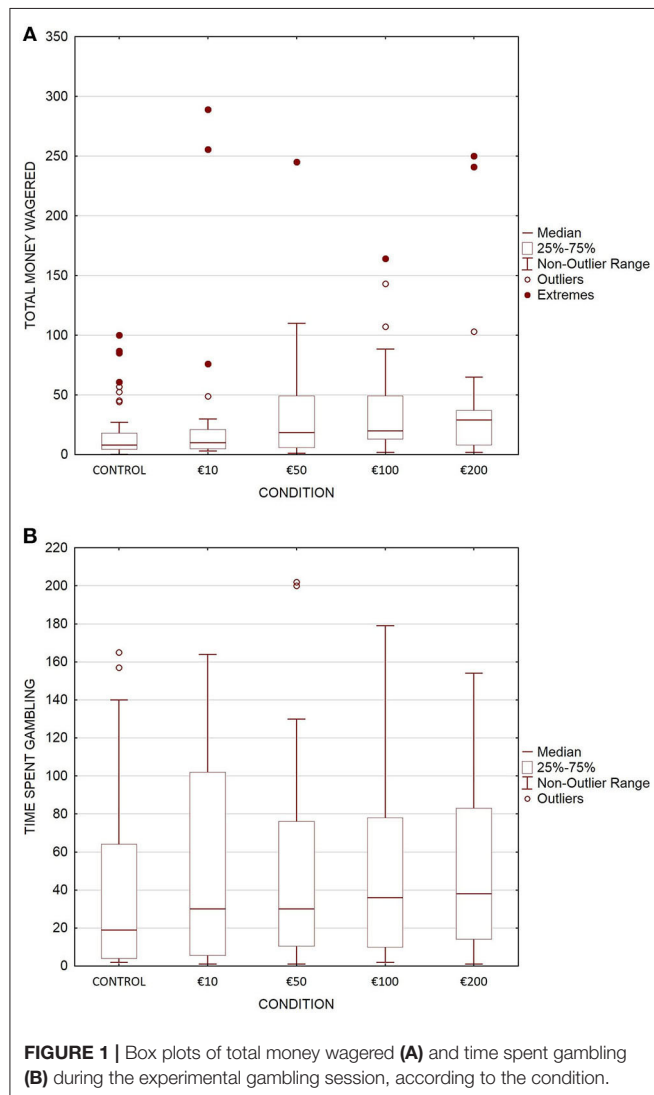 A
350
300
250
200
150
100
50
0
TOTAL MONEY WAGERED
CONTROL €10 €50 €100 €200
CONDITION
Median
25%-75%
Non-Outlier Range
Outliers
Extremes
B
220
200
180
160
140
120
100
80
60
40
20
0
TIME SPENT GAMBLING
CONTROL €10 €50 €100 €200
CONDITION
Median
25%-75%
Non-Outlier Range
Outliers
FIGURE 1 | Box plots of total money wagered (A) and time spent gambling
(B) during the experimental gambling session, according to the condition.